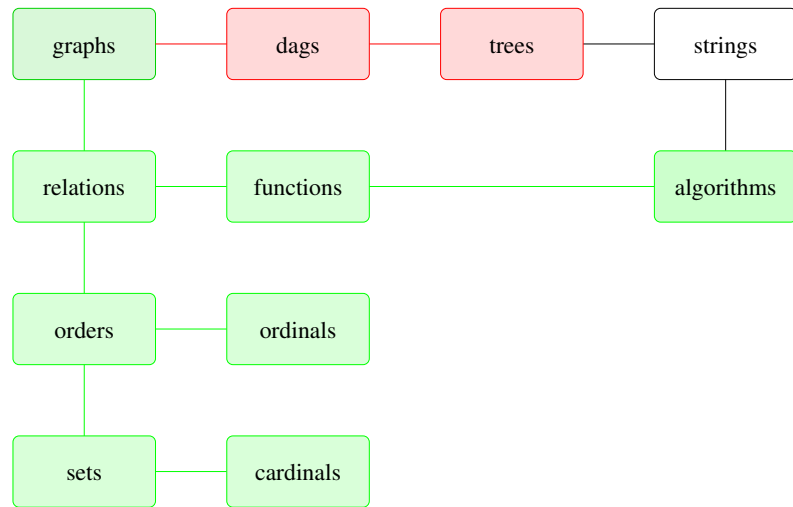 graphs dags trees strings
relations functions algorithms
orders ordinals
sets cardinals